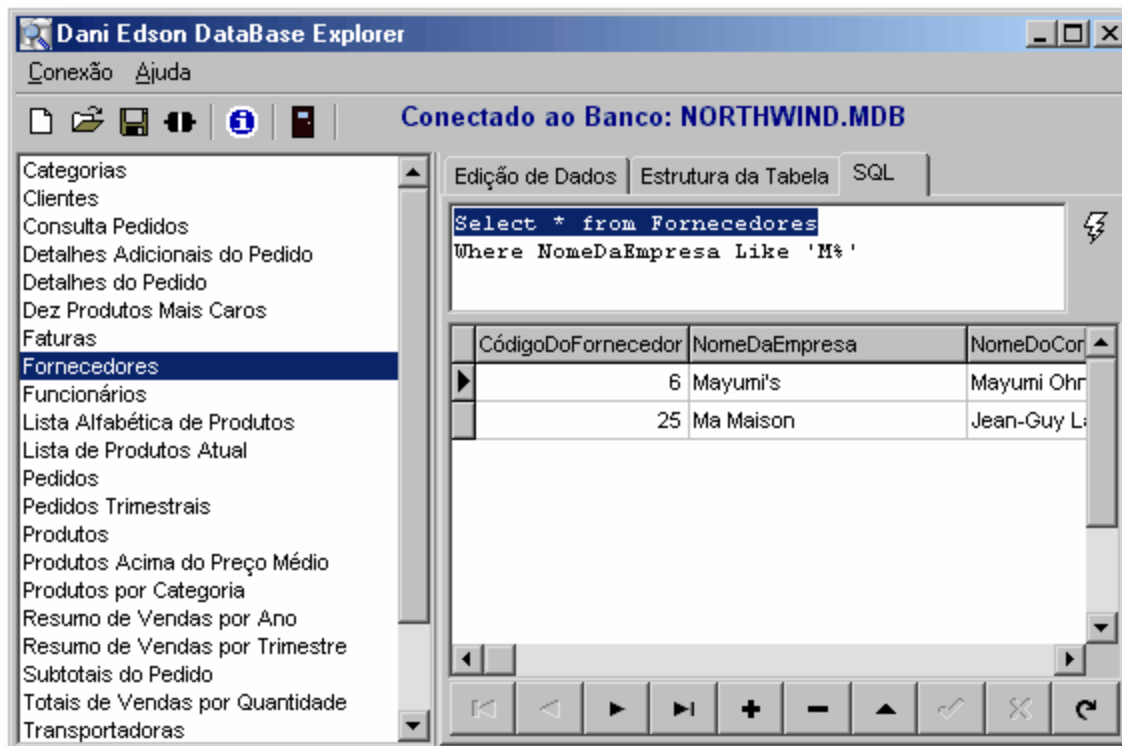 Dani Edson DataBase Explorer
Conexão Ajuda
Conectado ao Banco: NORTHWIND.MDB
Categorias
Clientes
Consulta Pedidos
Detalhes Adicionais do Pedido
Detalhes do Pedido
Dez Produtos Mais Caros
Faturas
Fornecedores
Funcionários
Lista Alfabética de Produtos
Lista de Produtos Atual
Pedidos
Pedidos Trimestrais
Produtos
Produtos Acima do Preço Médio
Produtos por Categoria
Resumo de Vendas por Ano
Resumo de Vendas por Trimestre
Subtotais do Pedido
Totais de Vendas por Quantidade
Transportadoras
Edição de Dados Estrutura da Tabela SQL
Select * from Fornecedores
Where NomeDaEmpresa Like 'M%'
CódigoDoFornecedor NomeDaEmpresa NomeDoCor
6 Mayumi's Mayumi
25 Ma Maison Jean-Guy